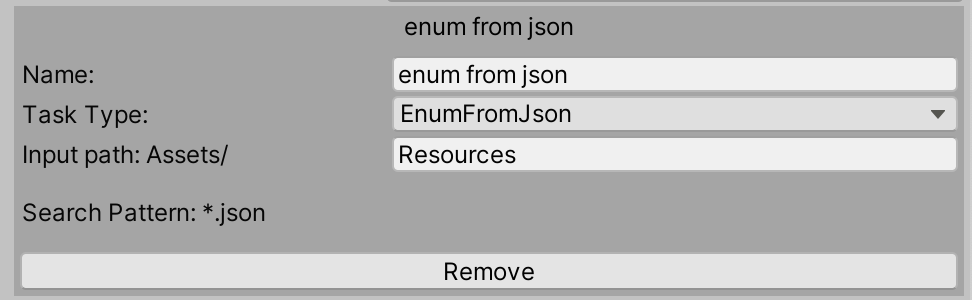 enum from json
Name: enum from json
Task Type: EnumFromJson
Input path: Assets/ Resources
Search Pattern: *.json
Remove